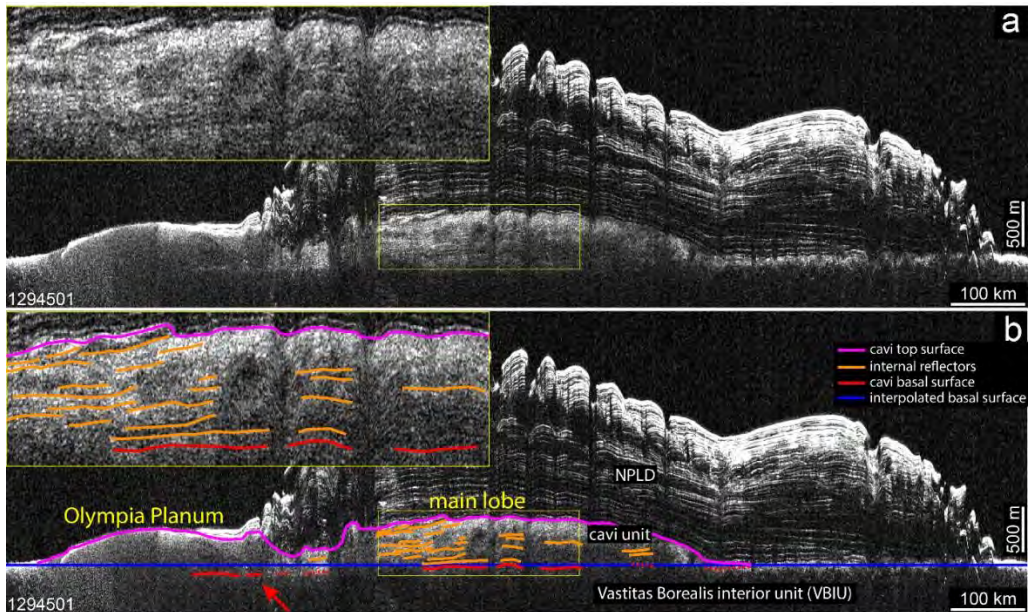 a
500 m
1294501
100 km
b
cavi top surface
internal reflectors
cavi basal surface
interpolated basal surface
NPLD
main lobe
Olympia Planum
cavi unit
500 m
Vastitas Borealis interior unit (VBIU)
1294501
100 km